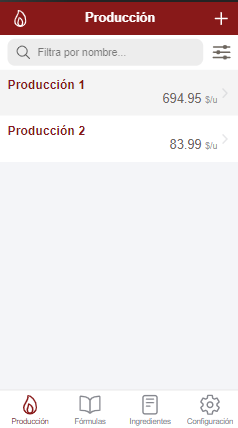 Producción
Filtra por nombre...
Producción 1
694.95 $/u
Producción 2
83.99 $/u
Producción Fórmulas Ingredientes Configuración